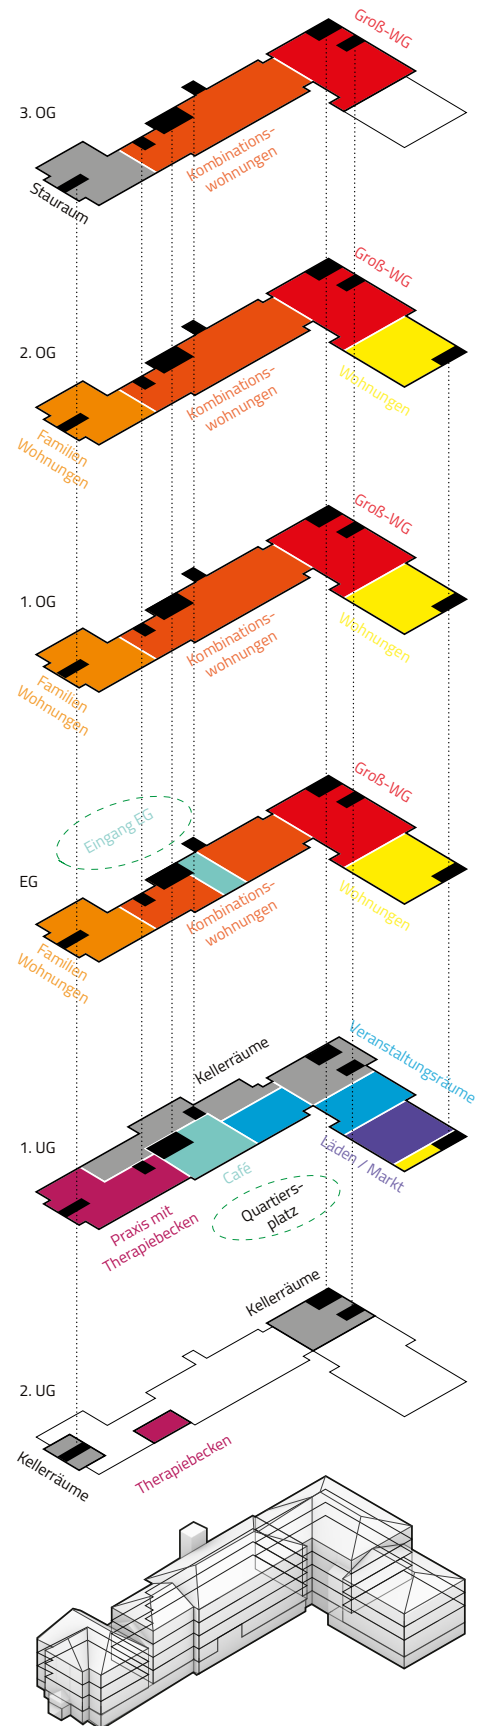 Groß-WG
3. OG
Kombinations-
wohnungen
Stauraum
Groß-WG
2. OG
Kombinations-
wohnungen
Wohnungen
Familien
Wohnungen
Groß-WG
1. OG
Kombinations-
wohnungen
Wohnungen
Familien
Wohnungen
Groß-WG
Eingang EG
EG
Kombinations-
wohnungen
Wohnungen
Familien
Wohnungen
Kellerräume
Veranstaltungsräume
1. UG
Café
Läden / Markt
Quartiers-
platz
Praxis mit
Therapiebecken
Kellerräume
2. UG
Kellerräume
Therapiebecken